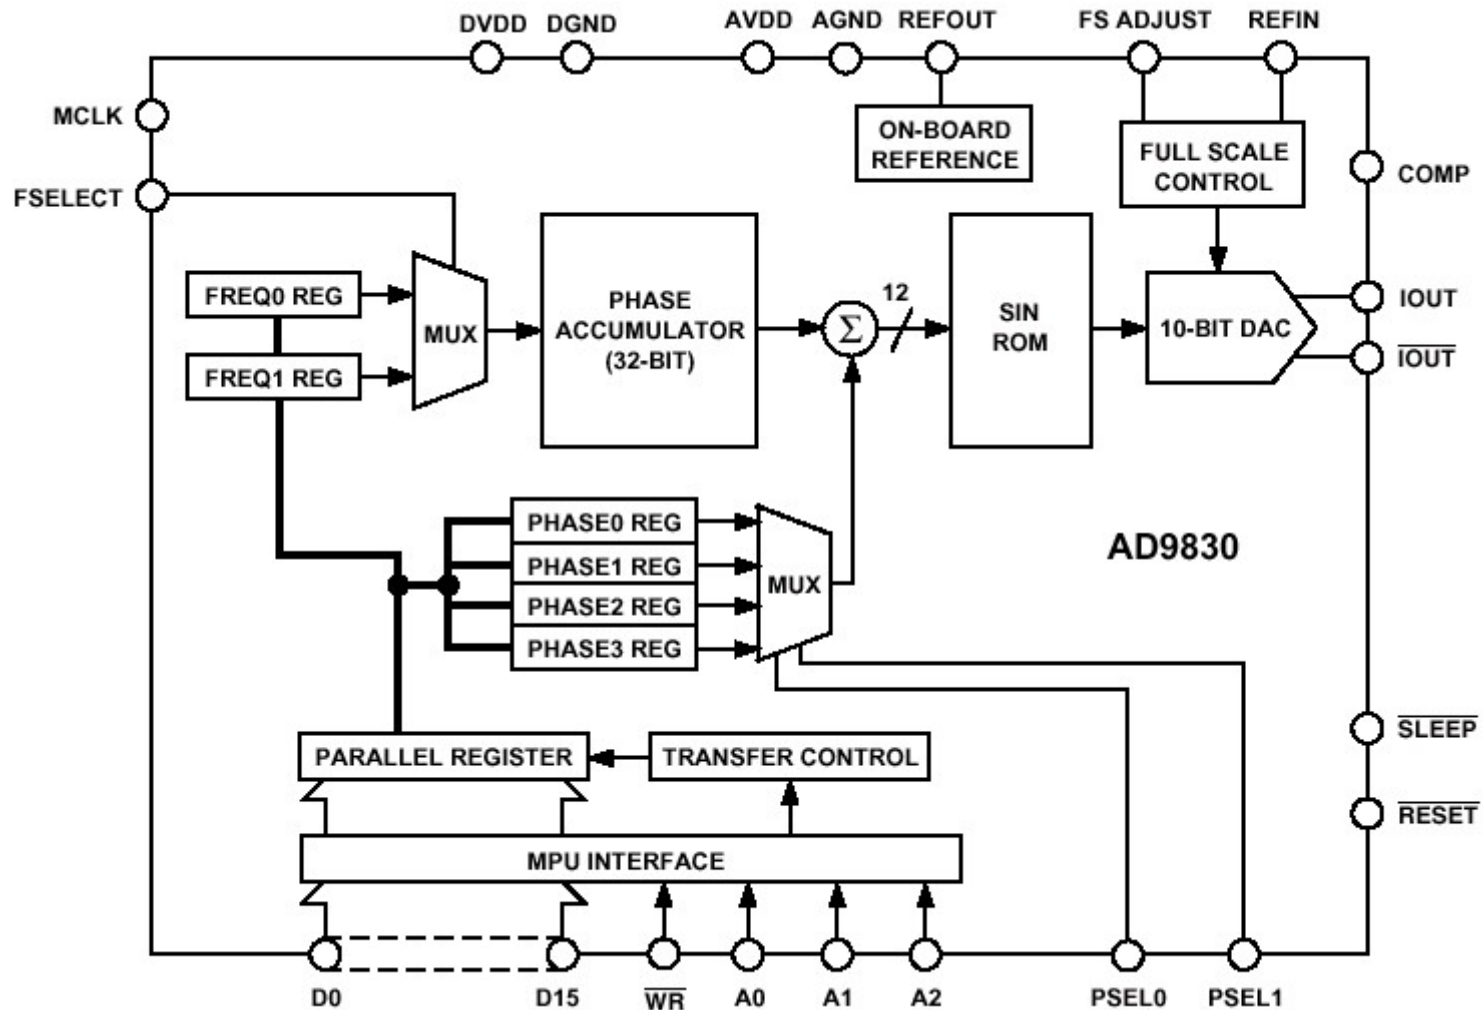 DVDD DGND AVDD AGND REFOUT FS ADJUST REFIN
MCLK
ON-BOARD
REFERENCE
FULL SCALE
CONTROL
COMP
FSELECT
FREQ0 REG
MUX
PHASE
ACCUMULATOR
(32-BIT)
Σ
12
SIN
ROM
10-BIT DAC
IOUT
IOUT
FREQ1 REG
PHASE0 REG
PHASE1 REG
PHASE2 REG
PHASE3 REG
MUX
AD9830
SLEEP
PARALLEL REGISTER
TRANSFER CONTROL
RESET
MPU INTERFACE
D0 D15 WR A0 A1 A2 PSEL0 PSEL1